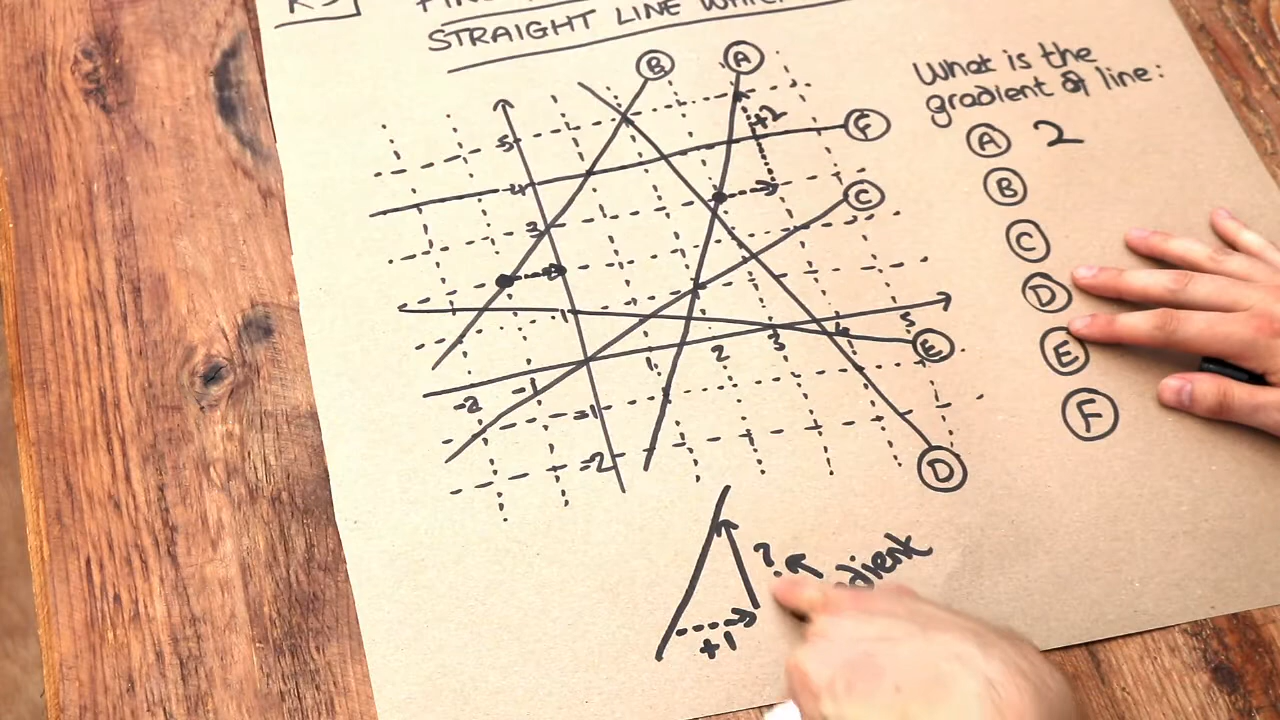 STRAIGHT LINE
B
A
What is the
gradient of line:
+2
F
5
A 2
4
B
C
3
C
D
1
5
E
4
E
1
2
3
-2
-1
F
-1
-2
D
?
+1